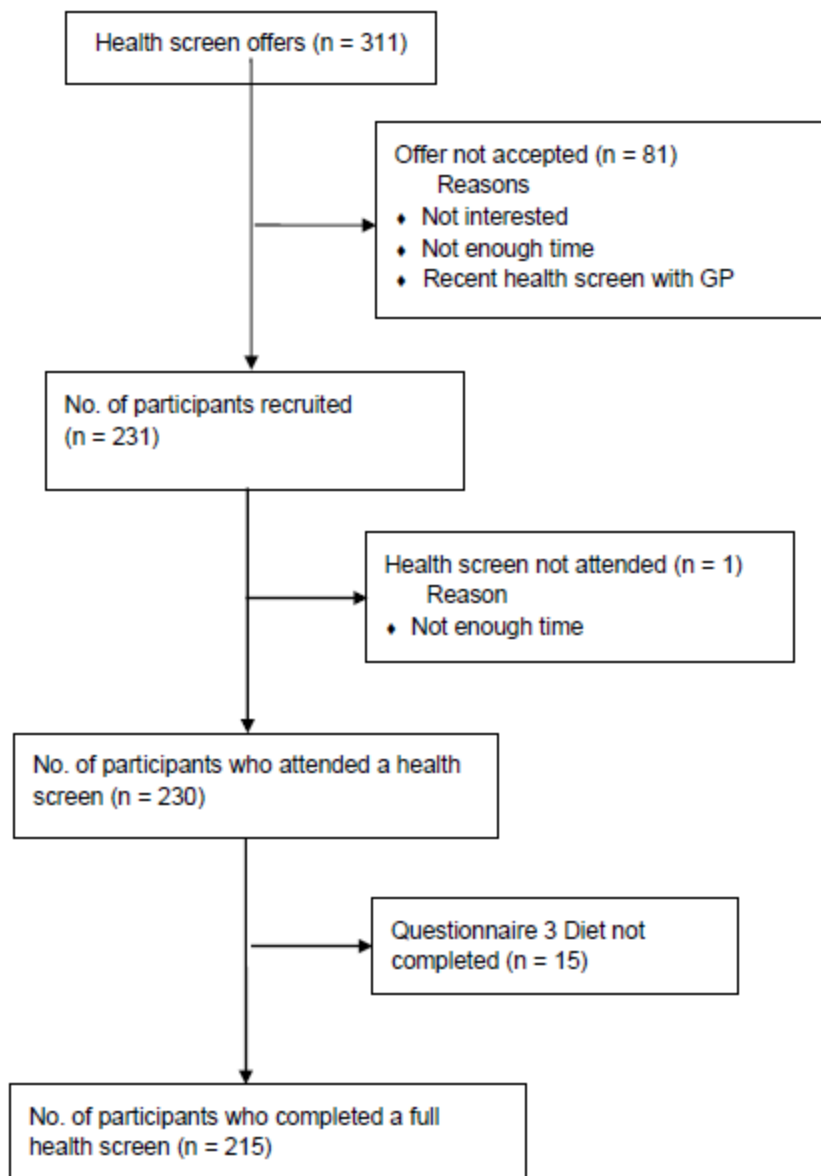 Health screen offers (n = 311)
Offer not accepted (n = 81)
Reasons
♦ Not interested
♦ Not enough time
♦ Recent health screen with GP
No. of participants recruited
(n = 231)
Health screen not attended (n = 1)
Reason
♦ Not enough time
No. of participants who attended a health
screen (n = 230)
Questionnaire 3 Diet not
completed (n = 15)
No. of participants who completed a full
health screen (n = 215)